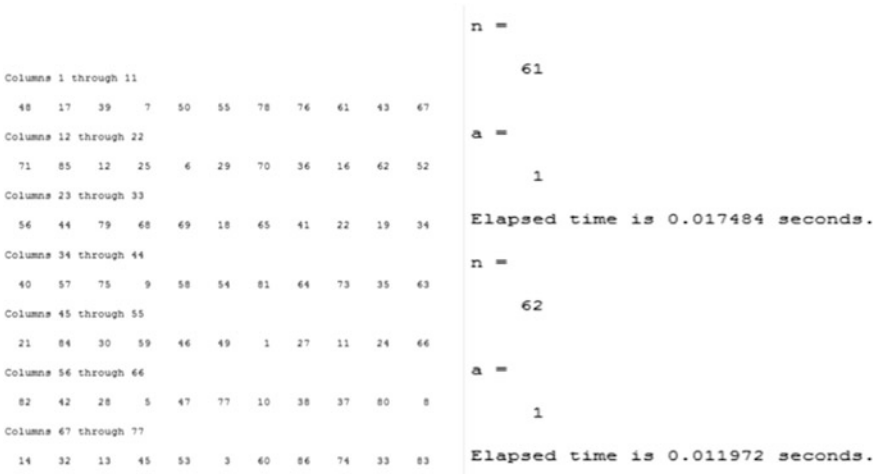 Columns 1 through 11
48 17 39 7 50 55 78 76 61 43 67
Columns 12 through 22
71 85 12 25 6 29 70 36 16 62 52
Columns 23 through 33
56 44 79 68 69 18 65 41 22 19 34
Columns 34 through 44
40 57 75 9 58 54 81 64 73 35 63
Columns 45 through 55
21 84 30 59 46 49 1 27 11 24 66
Columns 56 through 66
82 42 28 5 47 77 10 38 37 80 8
Columns 67 through 77
14 32 13 45 53 3 60 86 74 33 83
n =
61
a =
1
Elapsed time is 0.017484 seconds.
n =
62
a =
1
Elapsed time is 0.011972 seconds.